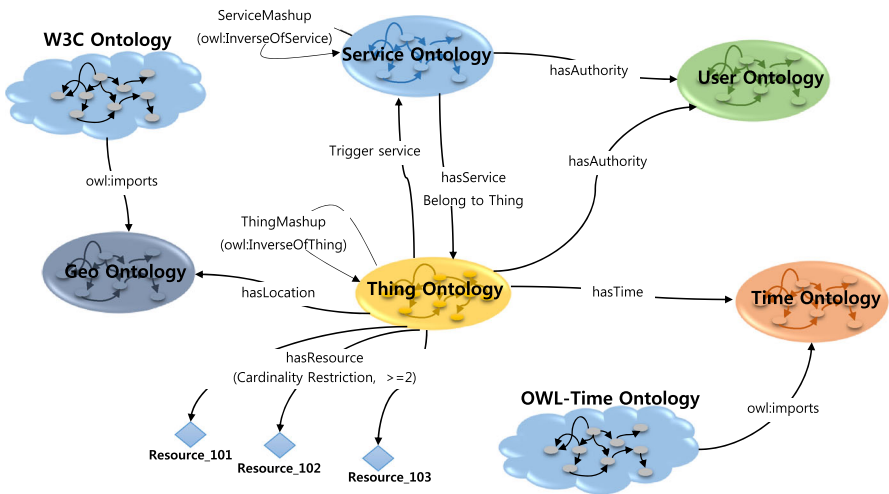 ServiceMashup
(owl:InverseOfService)
W3C Ontology
Service Ontology
hasAuthority
User Ontology
Trigger service
hasAuthority
hasService
Belong to Thing
owl:imports
ThingMashup
(owl:InverseOfThing)
Geo Ontology
hasLocation
Thing Ontology
hasTime
Time Ontology
hasResource
(Cardinality Restriction,  >=2)
OWL-Time Ontology
owl:imports
Resource_101
Resource_102
Resource_103